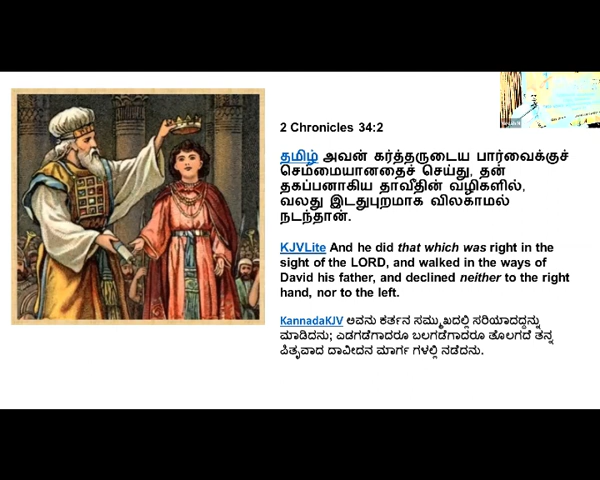 2 Chronicles 34:2
தமிழ் அவன் கர்த்தருடைய பார்வைக்குச்
செம்மையானதைச் செய்து, தன்
தகப்பனாகிய தாவீதின் வழிகளில்,
வலது இடதுபுறமாக விலகாமல்
நடந்தான்.
KJVLite And he did that which was right in the
sight of the LORD, and walked in the ways of
David his father, and declined neither to the right
hand, nor to the left.
KannadaKJV ಅವನು ಕರ್ತನ ಸಮ್ಮುಖದಲ್ಲಿ ಸರಿಯಾದದ್ದನ್ನು
ಮಾಡಿದನು; ಎಡಗಡೆಗಾದರೂ ಬಲಗಡೆಗಾದರೂ ತೊಲಗದೆ ತನ್ನ
ಪಿತೃವಾದ ದಾವೀದನ ಮಾರ್ಗ ಗಳಲ್ಲಿ ನಡೆದನು.